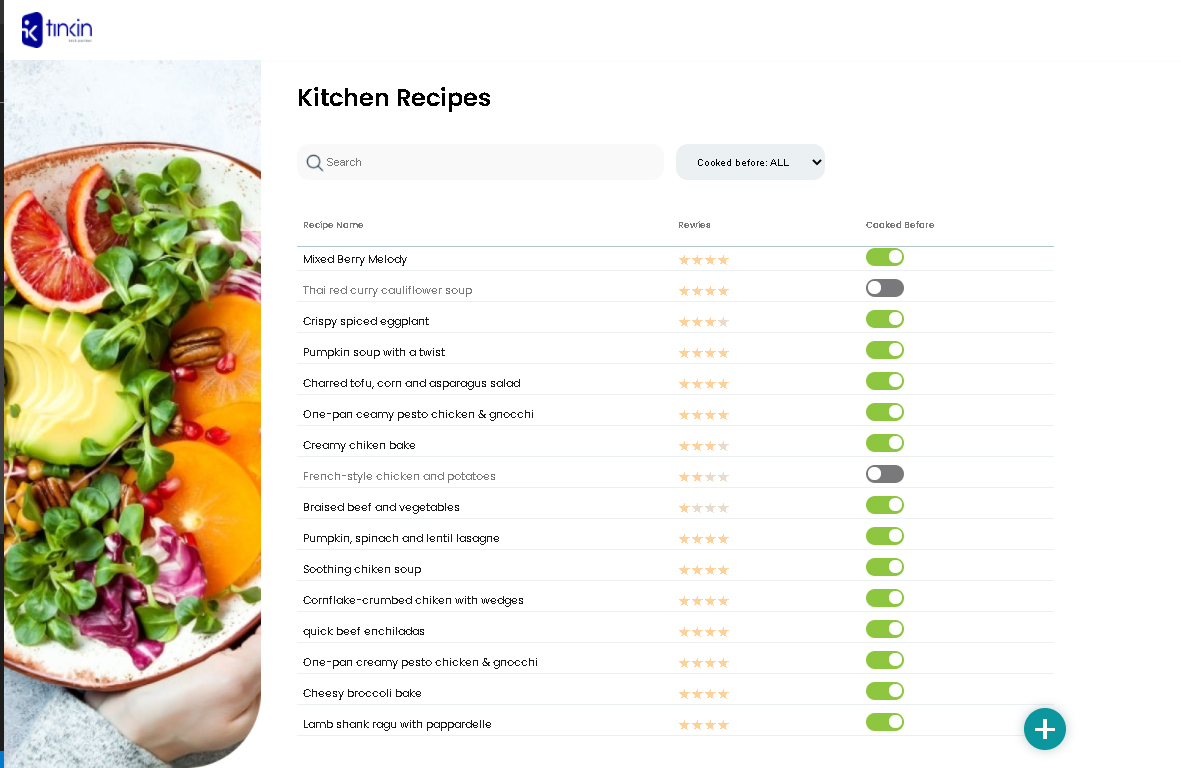 tinkin
Kitchen Recipes
Search
Cooked before: ALL
Recipe Name Rewies Cooked Before
Mixed Berry Melody
Thai red curry cauliflower soup
Crispy spiced eggplant
Pumpkin soup with a twist
Charred tofu, corn and asparagus salad
One-pan ceamy pesto chicken & gnocchi
Creamy chiken bake
French-style chicken and potatoes
Braised beef and vegetables
Pumpkin, spinach and lentil lasagne
Soothing chiken soup
Cornflake-crumbed chiken with wedges
quick beef enchiladas
One-pan creamy pesto chicken & gnocchi
Cheesy broccoli bake
Lamb shank ragu with pappardelle